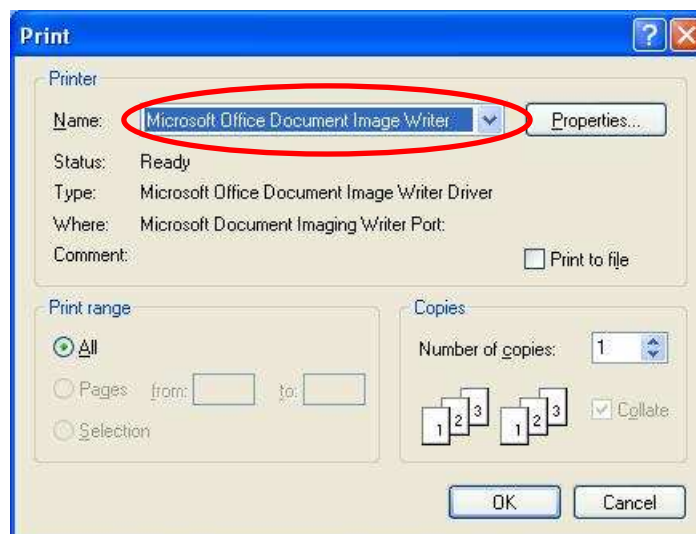 Print
Printer
Name: Microsoft Office Document Image Writer Properties...
Status: Ready
Type: Microsoft Office Document Image Writer Driver
Where: Microsoft Document Imaging Writer Port:
Comment: Print to file
Print range
All
Pages from: to:
Selection
Copies
Number of copies: 1
1 2 3 1 2 3 Collate
OK Cancel